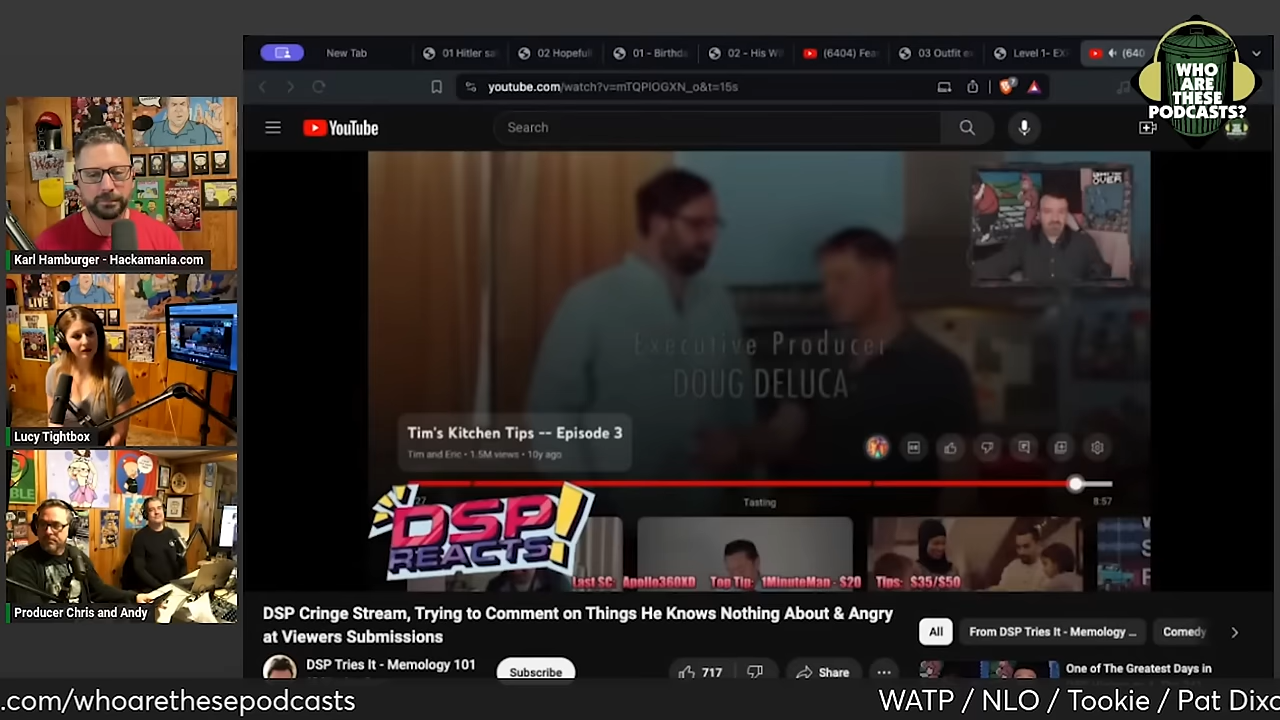 New Tab
01 Hitler sa
02 Hopeful
01 - Birthd
02 - His W
(6404) Fea
03 Outfit e
Level 1- EX
(640
WHO
ARE
THESE
PODCASTS?
youtube.com/watch?v=mTQPlOGXN_o&t=15s
YouTube
Search
Karl Hamburger - Hackamania.com
LIVE
Lucy Tightbox
Producer Chris and Andy
OVER
Executive Producer
DOUG DELUCA
Tim's Kitchen Tips -- Episode 3
Tim and Eric • 1.5M views • 10y ago
Tasting
8:57
DSP
REACTS!
Last SC: Apollo360XD Top Tip: 1MinuteMan - $20 Tips: $35/$50
DSP Cringe Stream, Trying to Comment on Things He Knows Nothing About & Angry
at Viewers Submissions
DSP Tries It - Memology 101
Subscribe
717
Share
All
From DSP Tries It - Memology ...
Comedy
One of The Greatest Days in
.com/whoarethesepodcasts
WATP / NLO / Tookie / Pat Dixo